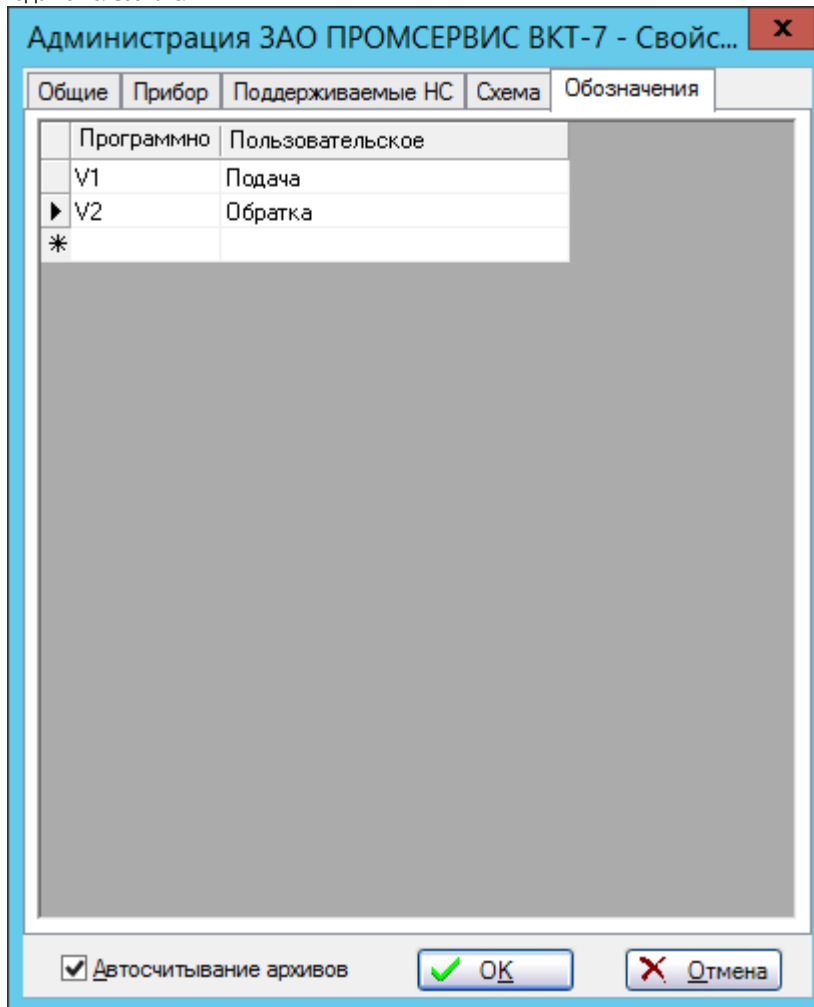 Администрация ЗАО ПРОМСЕРВИС ВКТ-7 - Свойс...
Общие Прибор Поддерживаемые НС Схема Обозначения
Программно Пользовательское
V1 Подача
V2 Обратка
Автосчитывание архивов ОК Отмена